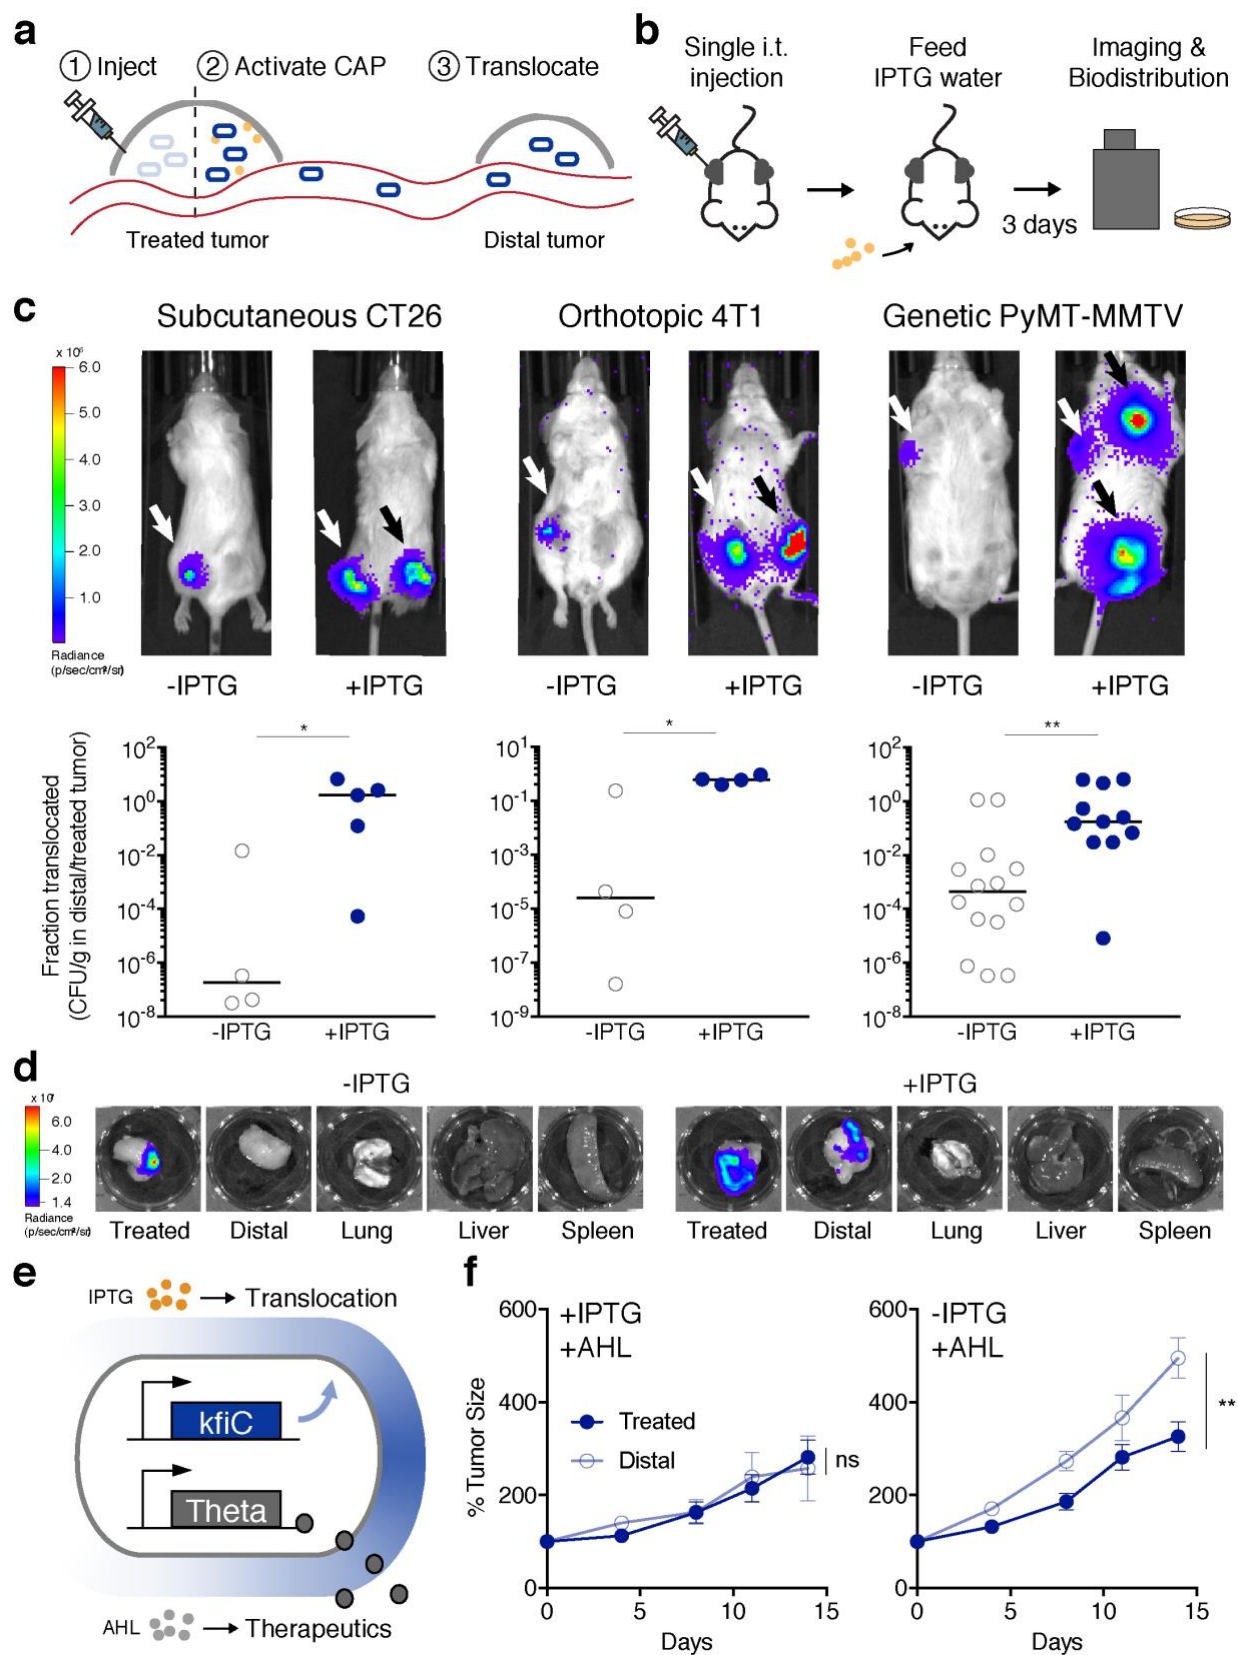 a
① Inject
② Activate CAP
③ Translocate
Treated tumor
Distal tumor
b
Single i.t.
injection
Feed
IPTG water
Imaging &
Biodistribution
3 days
c
Subcutaneous CT26
Orthotopic 4T1
Genetic PyMT-MMTV
6.0
5.0
4.0
3.0
2.0
1.0
Radiance
(p/sec/cm²/sr)
-IPTG
+IPTG
-IPTG
+IPTG
-IPTG
+IPTG
Fraction translocated
(CFU/g in distal/treated tumor)
*
10²
10⁰
10⁻²
10⁻⁴
10⁻⁶
10⁻⁸
-IPTG
+IPTG
*
10¹
10⁻¹
10⁻³
10⁻⁵
10⁻⁷
10⁻⁹
-IPTG
+IPTG
**
10²
10⁰
10⁻²
10⁻⁴
10⁻⁶
10⁻⁸
-IPTG
+IPTG
d
-IPTG
+IPTG
x 10⁷
6.0
4.0
2.0
1.4
Radiance
(p/sec/cm²/sr)
Treated
Distal
Lung
Liver
Spleen
Treated
Distal
Lung
Liver
Spleen
e
IPTG
Translocation
kfiC
Theta
AHL
Therapeutics
f
% Tumor Size
600
400
200
0
+IPTG
+AHL
Treated
Distal
ns
0
5
10
15
Days
600
400
200
0
-IPTG
+AHL
**
0
5
10
15
Days